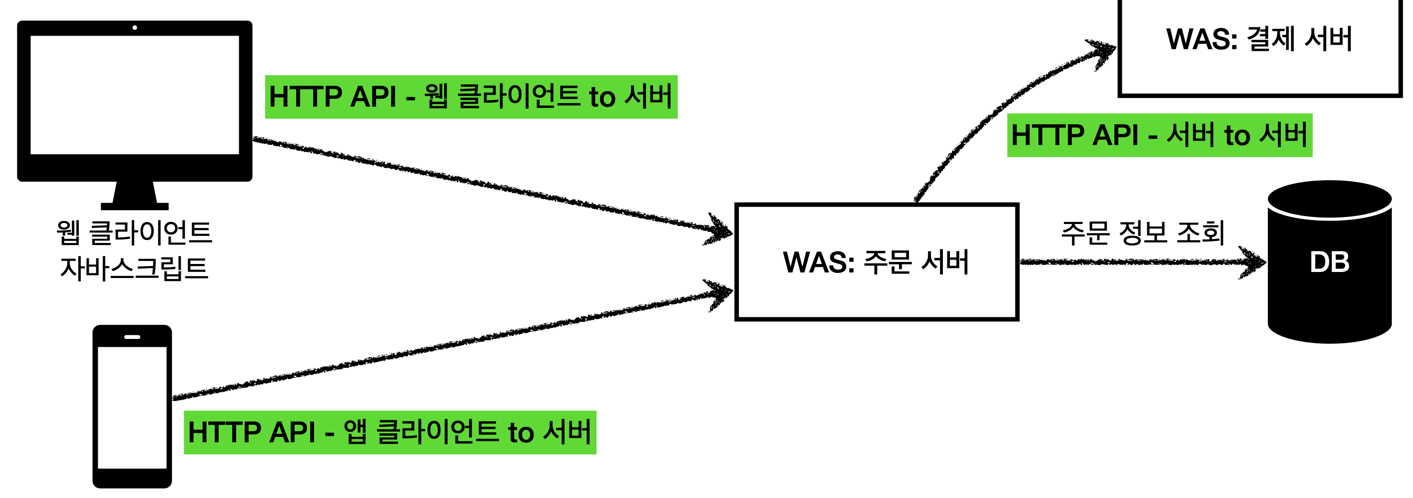 WAS: 결제 서버
HTTP API - 웹 클라이언트 to 서버
HTTP API - 서버 to 서버
웹 클라이언트
자바스크립트
주문 정보 조회
WAS: 주문 서버
DB
HTTP API - 앱 클라이언트 to 서버